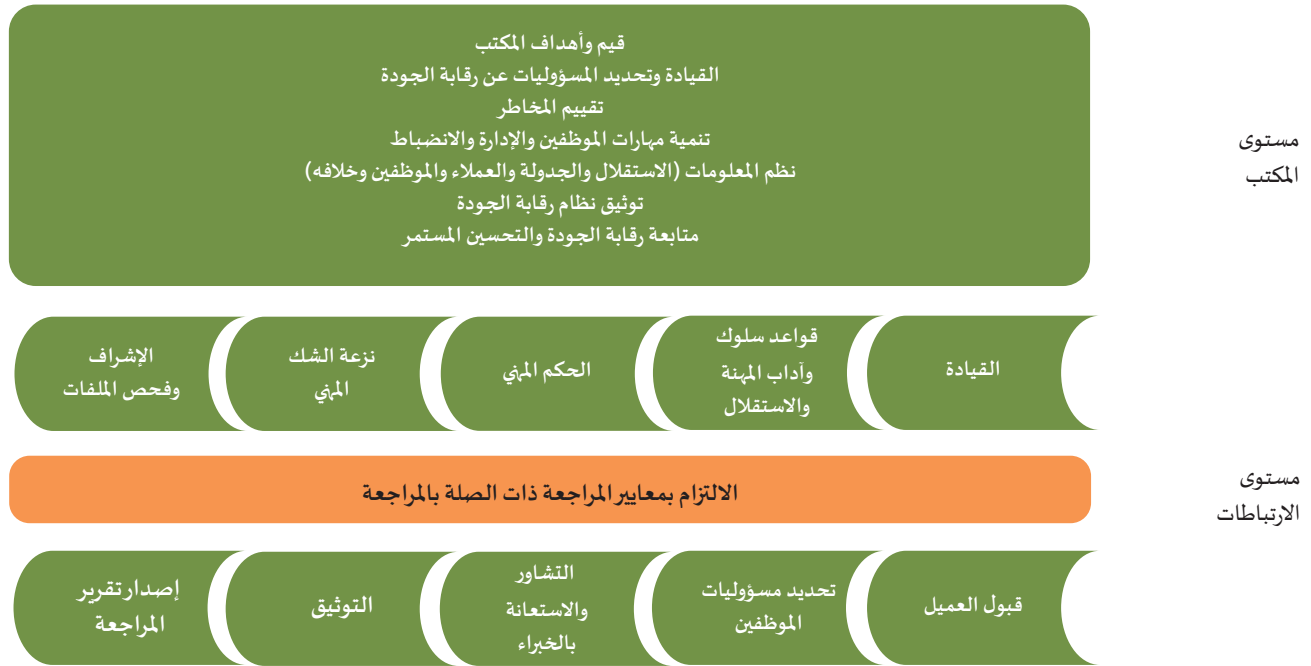 قيم وأهداف المكتب
القيادة وتحديد المسؤوليات عن رقابة الجودة
تقييم المخاطر
تنمية مهارات الموظفين والإدارة والانضباط
نظم المعلومات (الاستقلال والجدولة والعملاء والموظفين وخلافه)
توثيق نظام رقابة الجودة
متابعة رقابة الجودة والتحسين المستمر
مستوى
المكتب
القيادة
قواعد سلوك
وآداب المهنة
والاستقلال
الحكم المهني
نزعة الشك
المهني
الإشراف
وفحص الملفات
الالتزام بمعايير المراجعة ذات الصلة بالمراجعة
مستوى
الارتباطات
قبول العميل
تحديد مسؤوليات
الموظفين
التشاور
والاستعانة
بالخبراء
التوثيق
إصدار تقرير
المراجعة